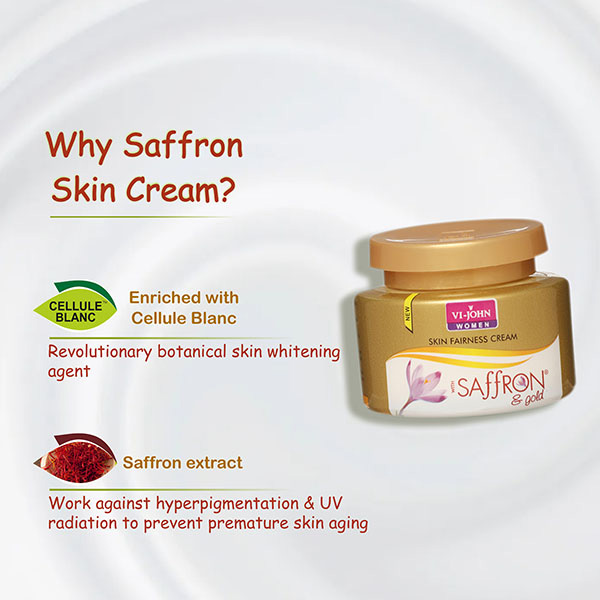 Why Saffron
Skin Cream?
CELLULE™
BLANC
Enriched with
Cellule Blanc
Revolutionary botanical skin whitening
agent
Saffron extract
Work against hyperpigmentation & UV
radiation to prevent premature skin aging
NEW
VI-JOHN
WOMEN
SKIN FAIRNESS CREAM
WITH
SAFFRON®
& gold